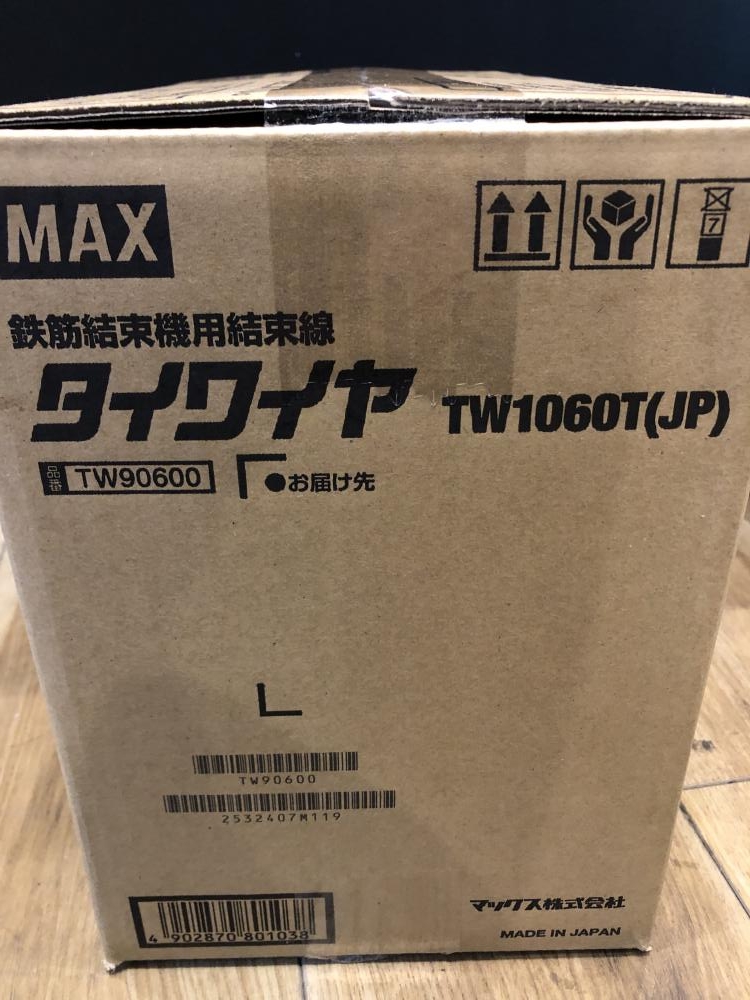 MAX
7
鉄筋結束機用結束線
タイワイヤ TW1060T(JP)
品番 TW90600
●お届け先
TW90600
2532407M119
4 902870 801038
マックス株式会社
MADE IN JAPAN